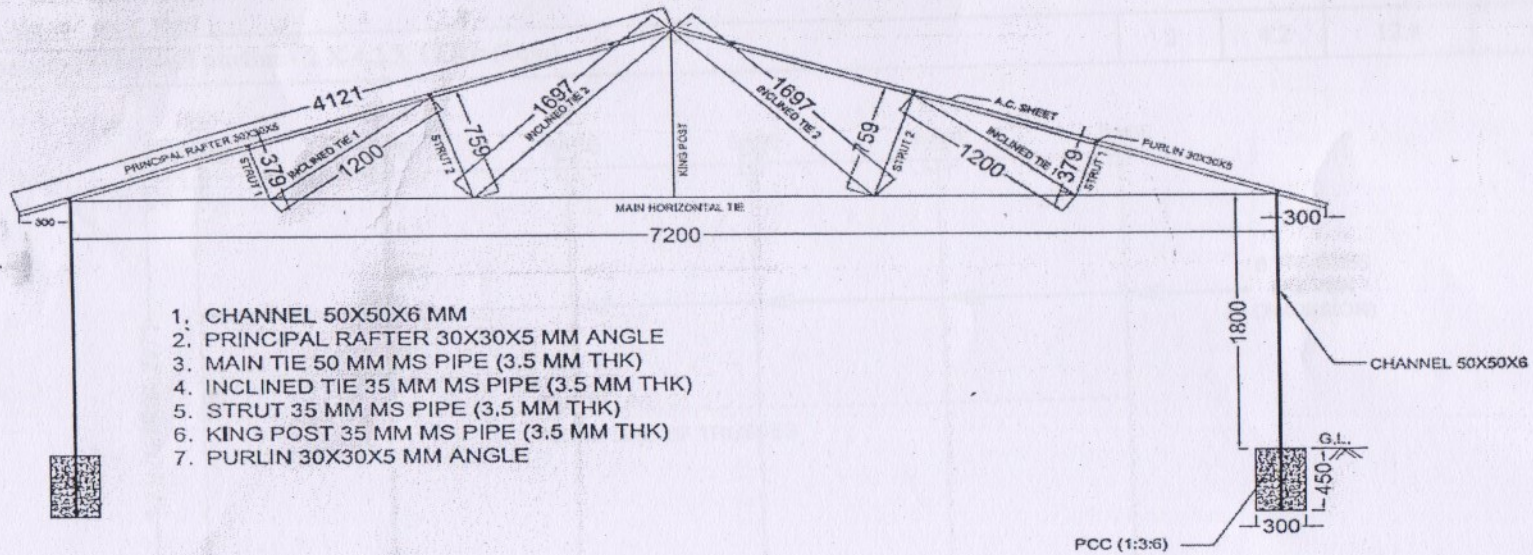 4121
PRINCIPAL RAFTER 30X30X5
STRUT 1
379
INCLINED TIE 1
1200
STRUT 2
759
1697
INCLINED TIE 2
KING POST
1697
INCLINED TIE 2
759
STRUT 2
A.C. SHEET
INCLINED TIE 1
1200
379
STRUT 1
PURLIN 30X30X5
300
MAIN HORIZONTAL TIE
300
7200
1. CHANNEL 50X50X6 MM
2. PRINCIPAL RAFTER 30X30X5 MM ANGLE
3. MAIN TIE 50 MM MS PIPE (3.5 MM THK)
4. INCLINED TIE 35 MM MS PIPE (3.5 MM THK)
5. STRUT 35 MM MS PIPE (3.5 MM THK)
6. KING POST 35 MM MS PIPE (3.5 MM THK)
7. PURLIN 30X30X5 MM ANGLE
1800
CHANNEL 50X50X6
G.L.
450
300
PCC (1:3:6)